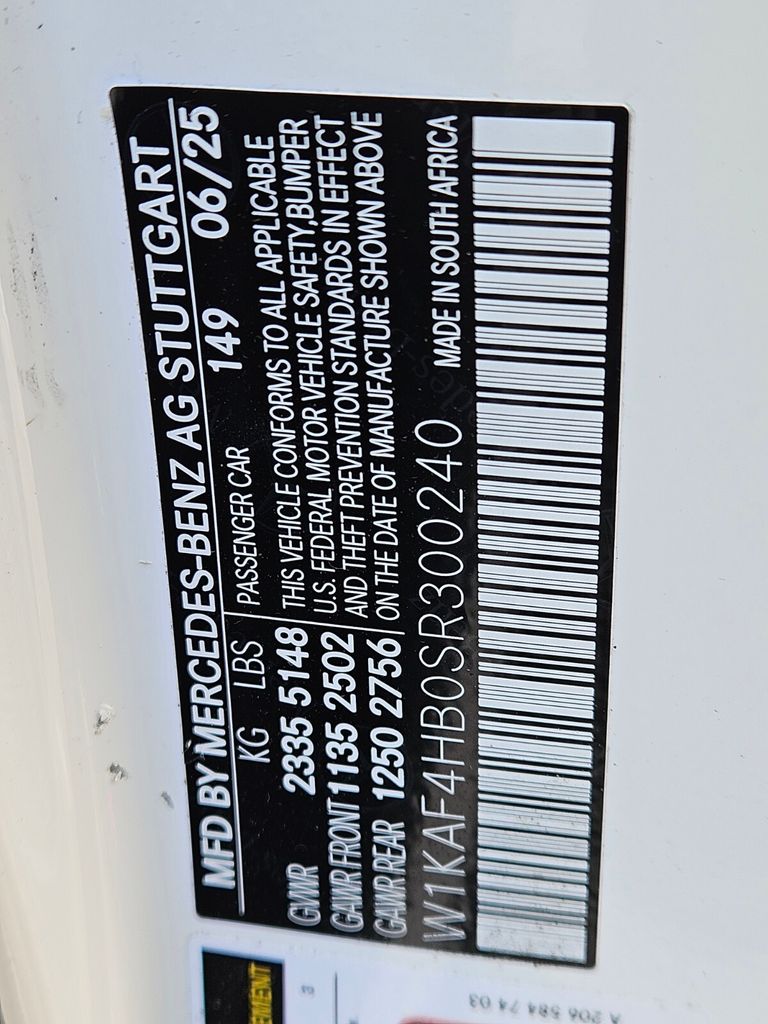 MFD BY MERCEDES-BENZ AG STUTTGART
149 06/25
KG LBS PASSENGER CAR
GVWR 2335 5148 THIS VEHICLE CONFORMS TO ALL APPLICABLE
U.S. FEDERAL MOTOR VEHICLE SAFETY,BUMPER
GAWR FRONT 1135 2502 AND THEFT PREVENTION STANDARDS IN EFFECT
GAWR REAR 1250 2756 ON THE DATE OF MANUFACTURE SHOWN ABOVE
W1KAF4HB0SR300240 MADE IN SOUTH AFRICA
A 206 584 74 03